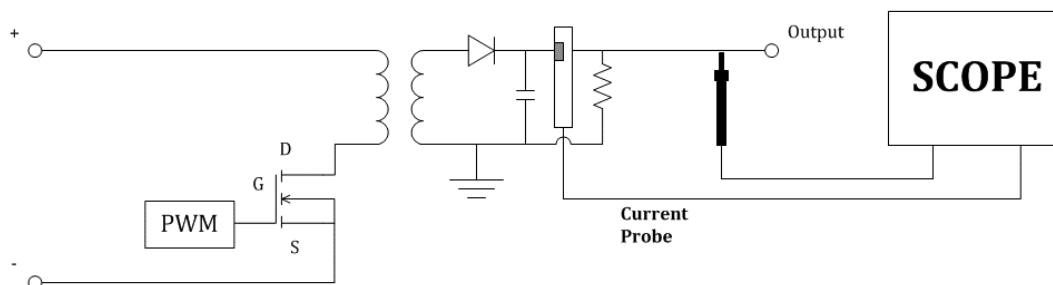 +
Output
SCOPE
D
G
PWM
S
Current
Probe
-